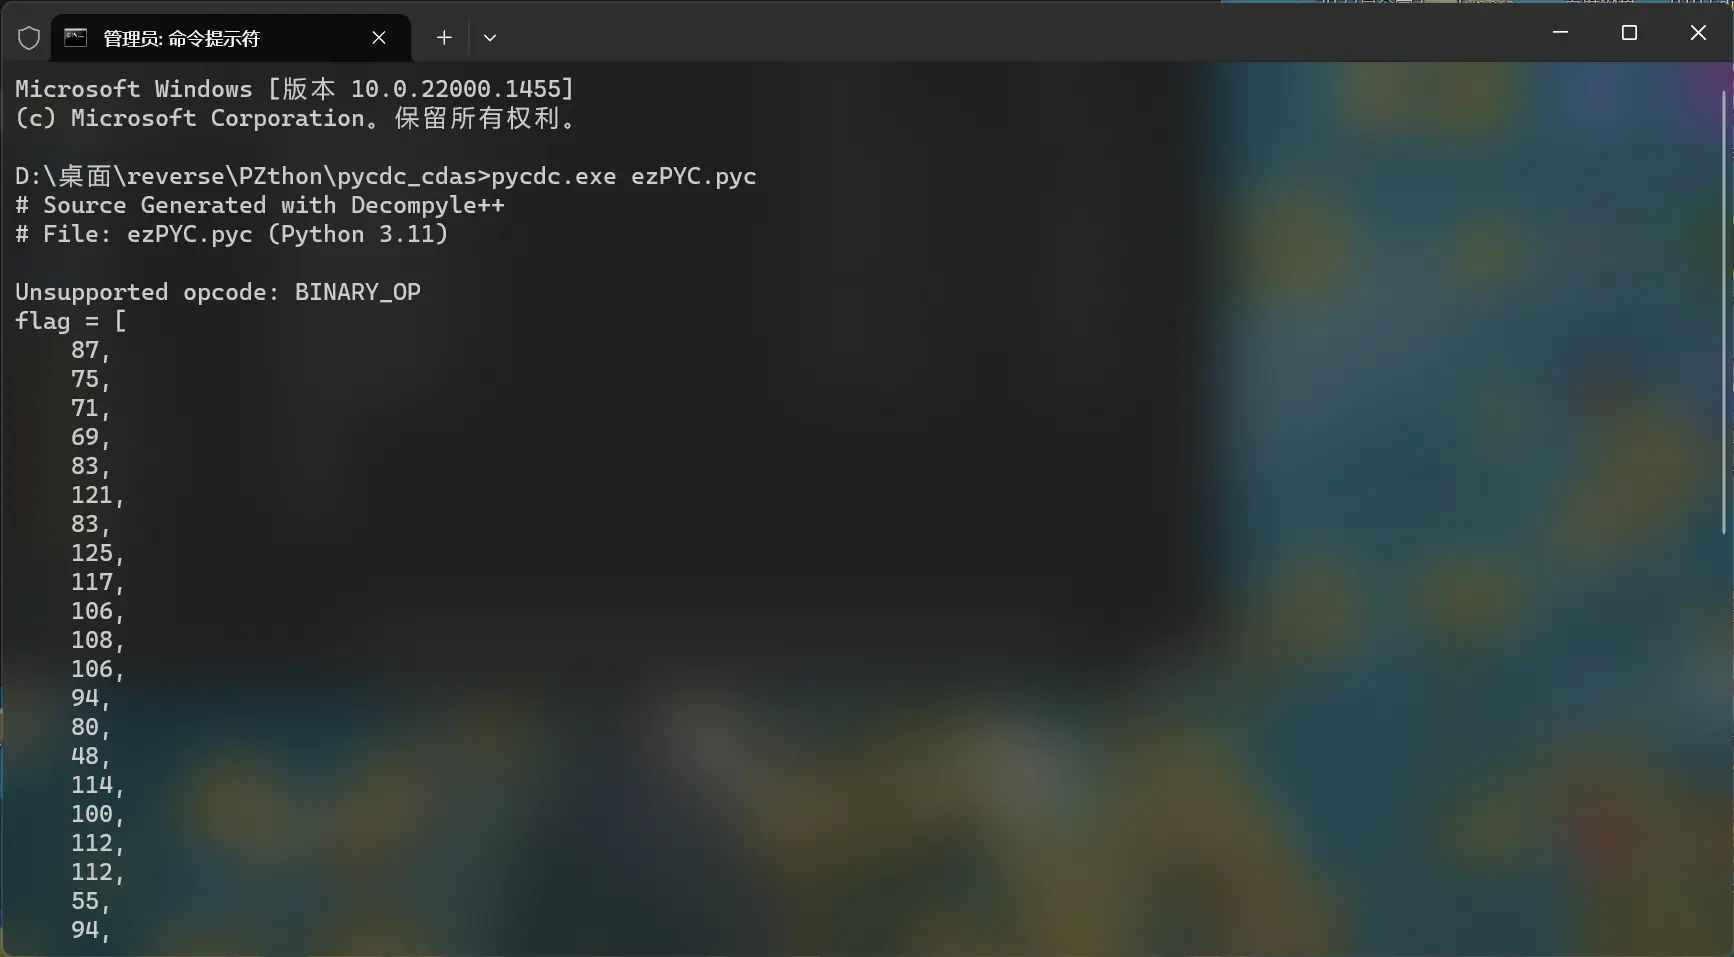 管理员: 命令提示符
Microsoft Windows [版本 10.0.22000.1455]
(c) Microsoft Corporation。保留所有权利。
D:\桌面\reverse\PZthon\pycdc_cdas>pycdc.exe ezPYC.pyc
# Source Generated with Decompyle++
# File: ezPYC.pyc (Python 3.11)
Unsupported opcode: BINARY_OP
flag = [
87,
75,
71,
69,
83,
121,
83,
125,
117,
106,
108,
106,
94,
80,
48,
114,
100,
112,
112,
55,
94,